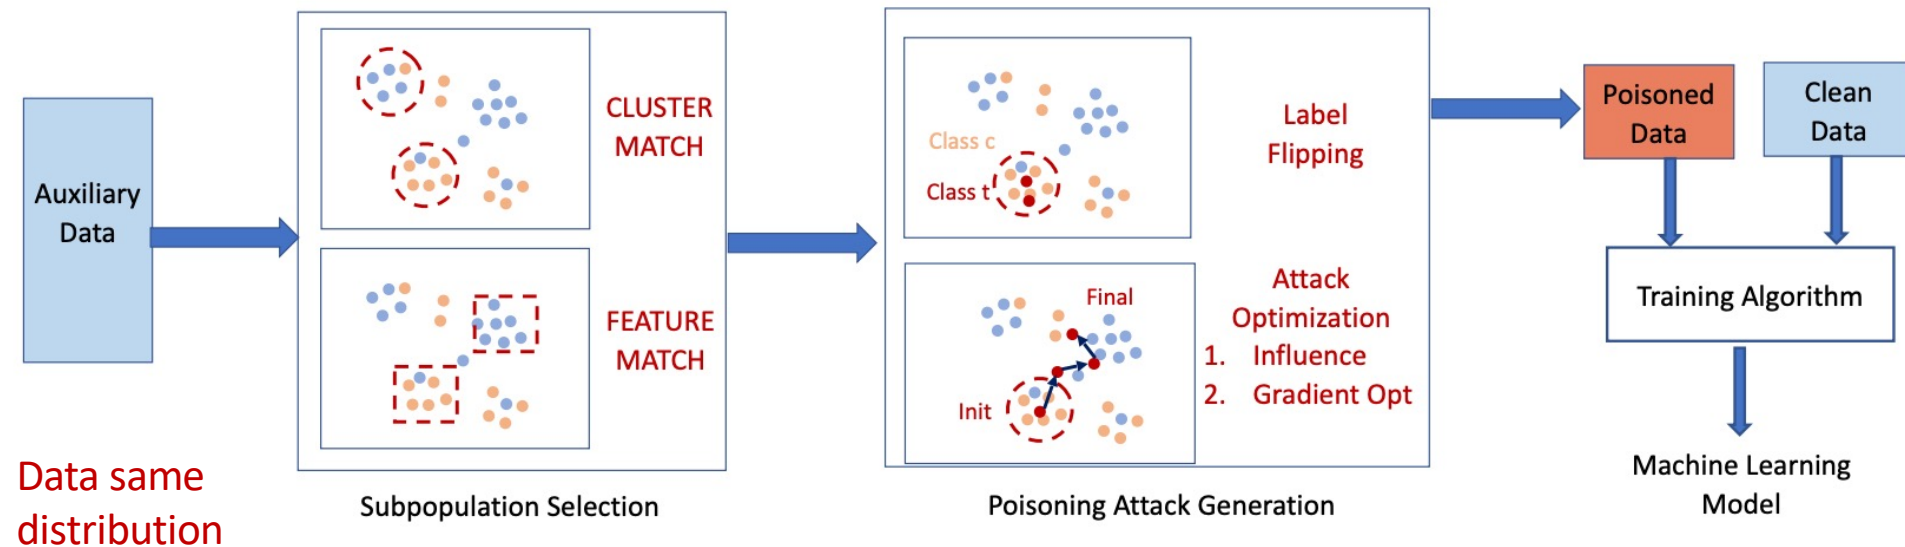 Auxiliary
Data
Data same
distribution
CLUSTER
MATCH
FEATURE
MATCH
Subpopulation Selection
Class c
Class t
Label
Flipping
Final
Init
Attack
Optimization
1. Influence
2. Gradient Opt
Poisoning Attack Generation
Poisoned
Data
Clean
Data
Training Algorithm
Machine Learning
Model